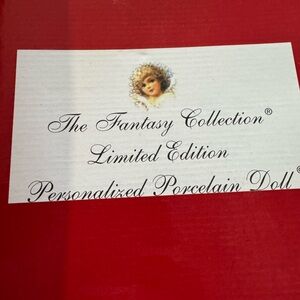 The Fantasy Collection®
Limited Edition
Personalized Porcelain Doll®